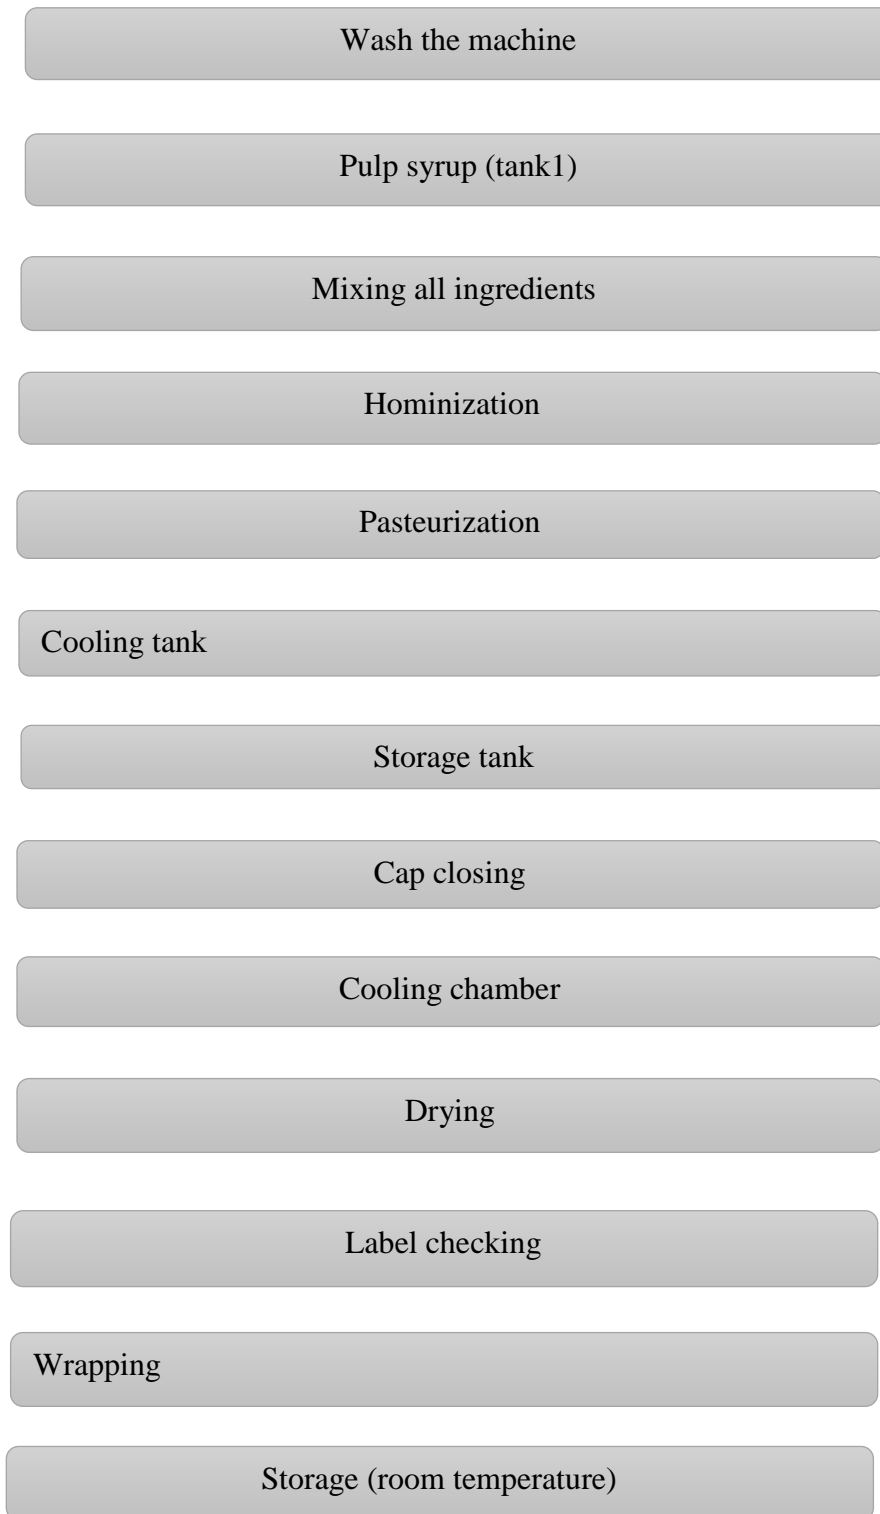 Wash the machine
Pulp syrup (tank1)
Mixing all ingredients
Hominization
Pasteurization
Cooling tank
Storage tank
Cap closing
Cooling chamber
Drying
Label checking
Wrapping
Storage (room temperature)